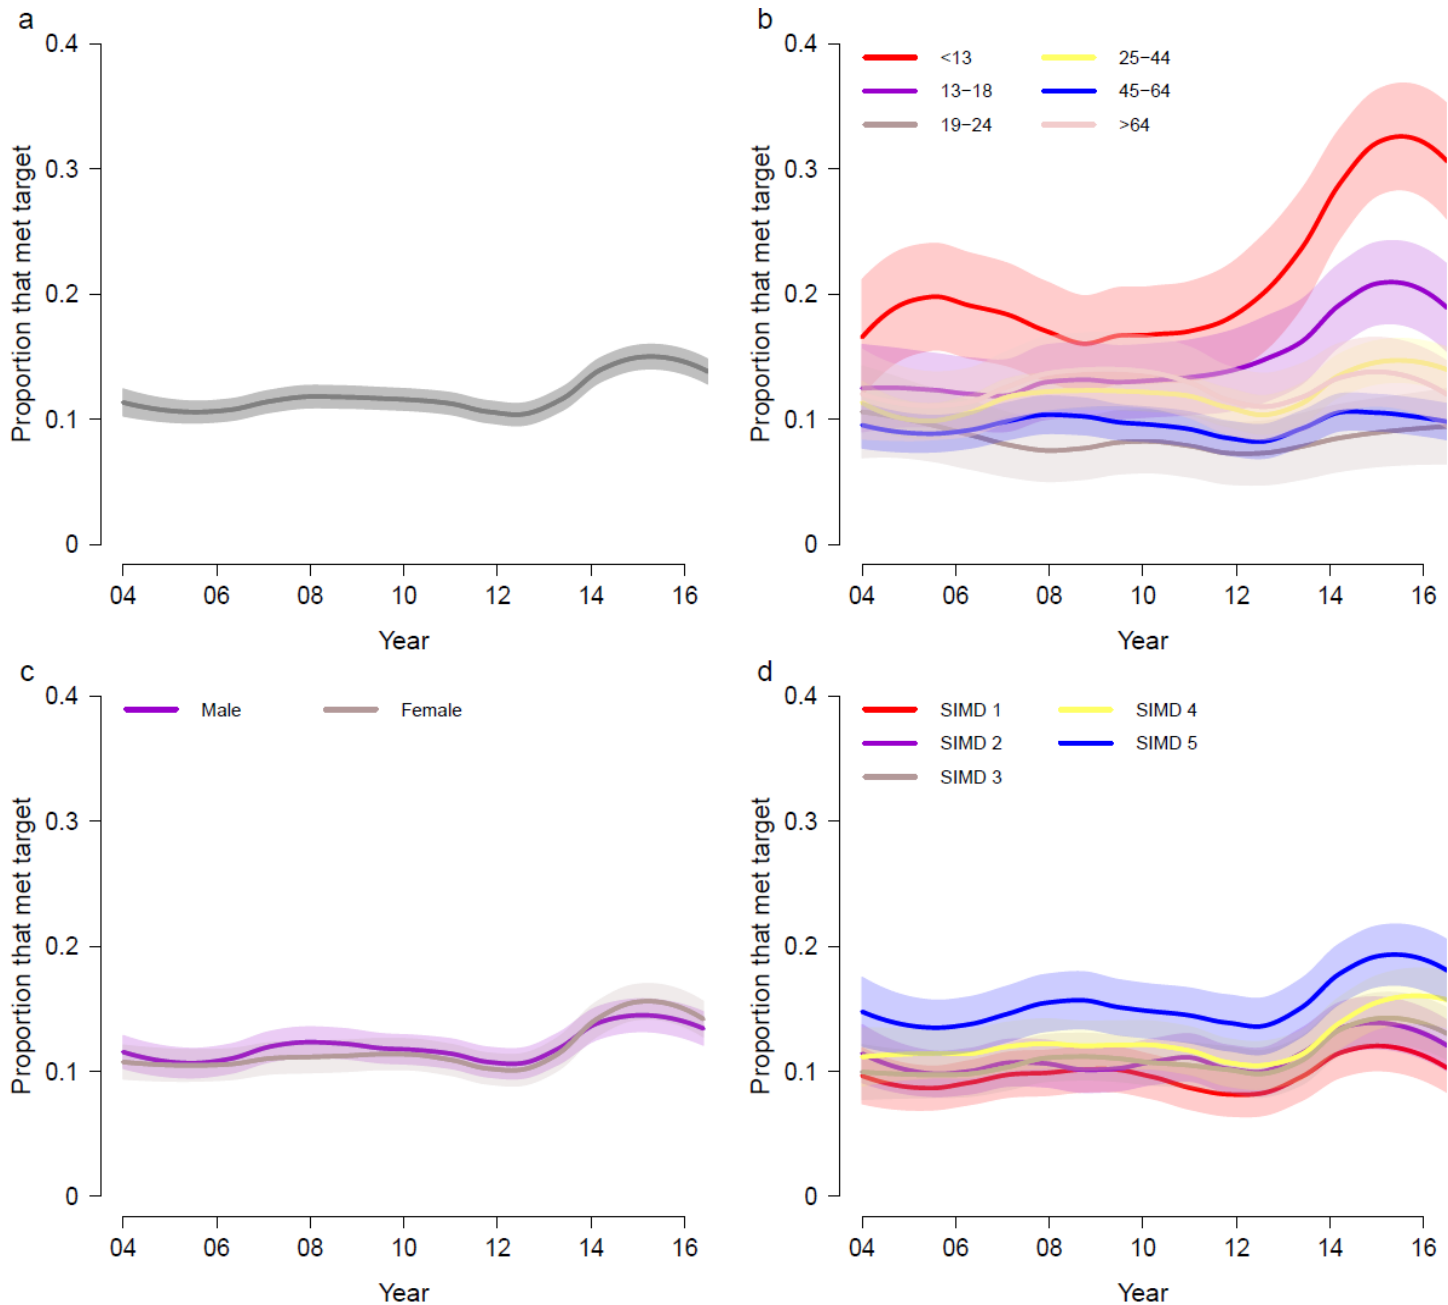 a
0.4
0.3
0.2
0.1
0
Proportion that met target
04 06 08 10 12 14 16
Year
b
0.4
0.3
0.2
0.1
0
Proportion that met target
<13 25−44
13−18 45−64
19−24 >64
04 06 08 10 12 14 16
Year
c
0.4
0.3
0.2
0.1
0
Proportion that met target
Male Female
04 06 08 10 12 14 16
Year
d
0.4
0.3
0.2
0.1
0
Proportion that met target
SIMD 1 SIMD 4
SIMD 2 SIMD 5
SIMD 3
04 06 08 10 12 14 16
Year